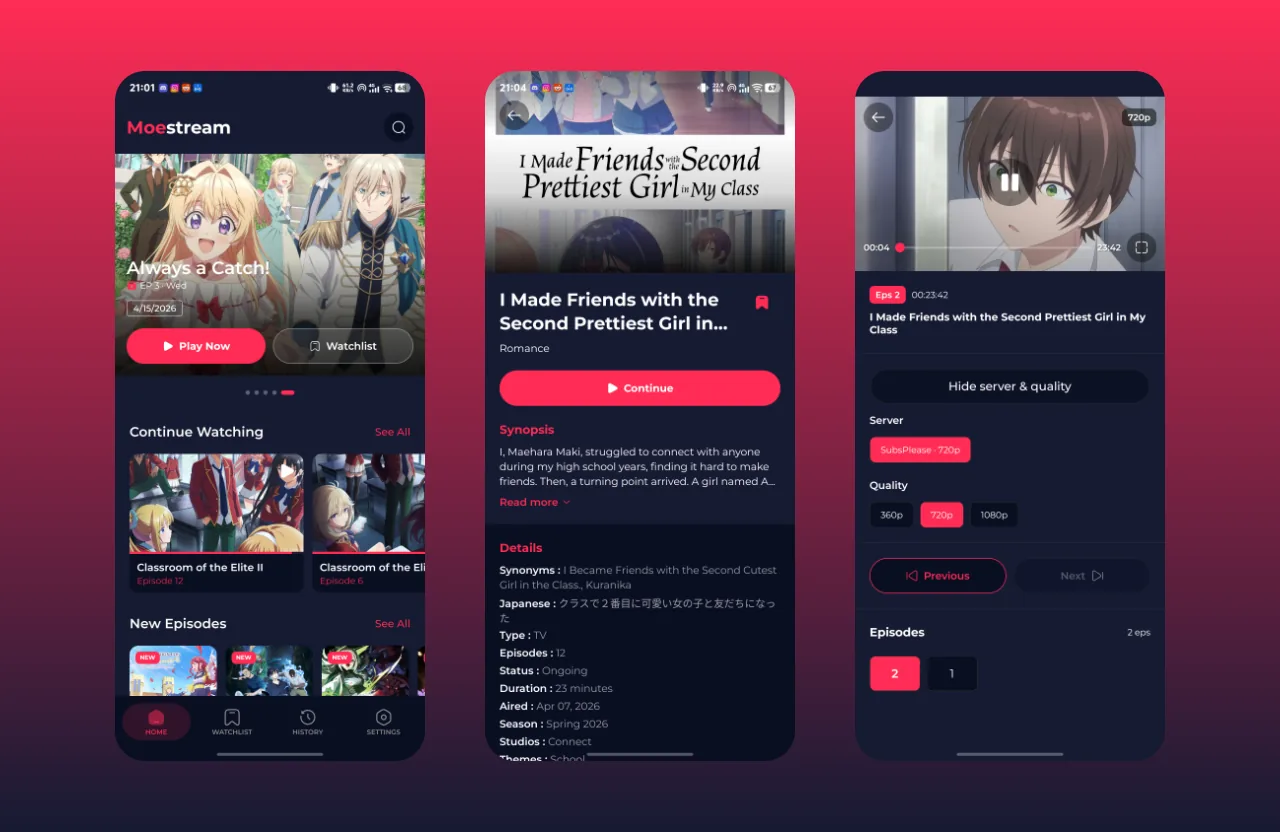 21:01
Moestream
Always a Catch!
EP 3 · Wed
4/15/2026
Play Now
Watchlist
Continue Watching
See All
Classroom of the Elite II
Episode 12
Classroom of the Eli
Episode 6
New Episodes
See All
NEW
NEW
NEW
HOME
WATCHLIST
HISTORY
SETTINGS
21:04
I Made Friends with the Second
Prettiest Girl in My Class
I Made Friends with the
Second Prettiest Girl in...
Romance
Continue
Synopsis
I, Maehara Maki, struggled to connect with anyone
during my high school years, finding it hard to make
friends. Then, a turning point arrived. A girl named A...
Read more
Details
Synonyms : I Became Friends with the Second Cutest
Girl in the Class., Kuranika
Japanese : クラスで２番目に可愛い女の子と友だちになっ
た
Type : TV
Episodes : 12
Status : Ongoing
Duration : 23 minutes
Aired : Apr 07, 2026
Season : Spring 2026
Studios : Connect
Themes : School
720p
00:04
23:42
Eps 2
00:23:42
I Made Friends with the Second Prettiest Girl in My
Class
Hide server & quality
Server
SubsPlease · 720p
Quality
360p
720p
1080p
Previous
Next
Episodes
2 eps
2
1